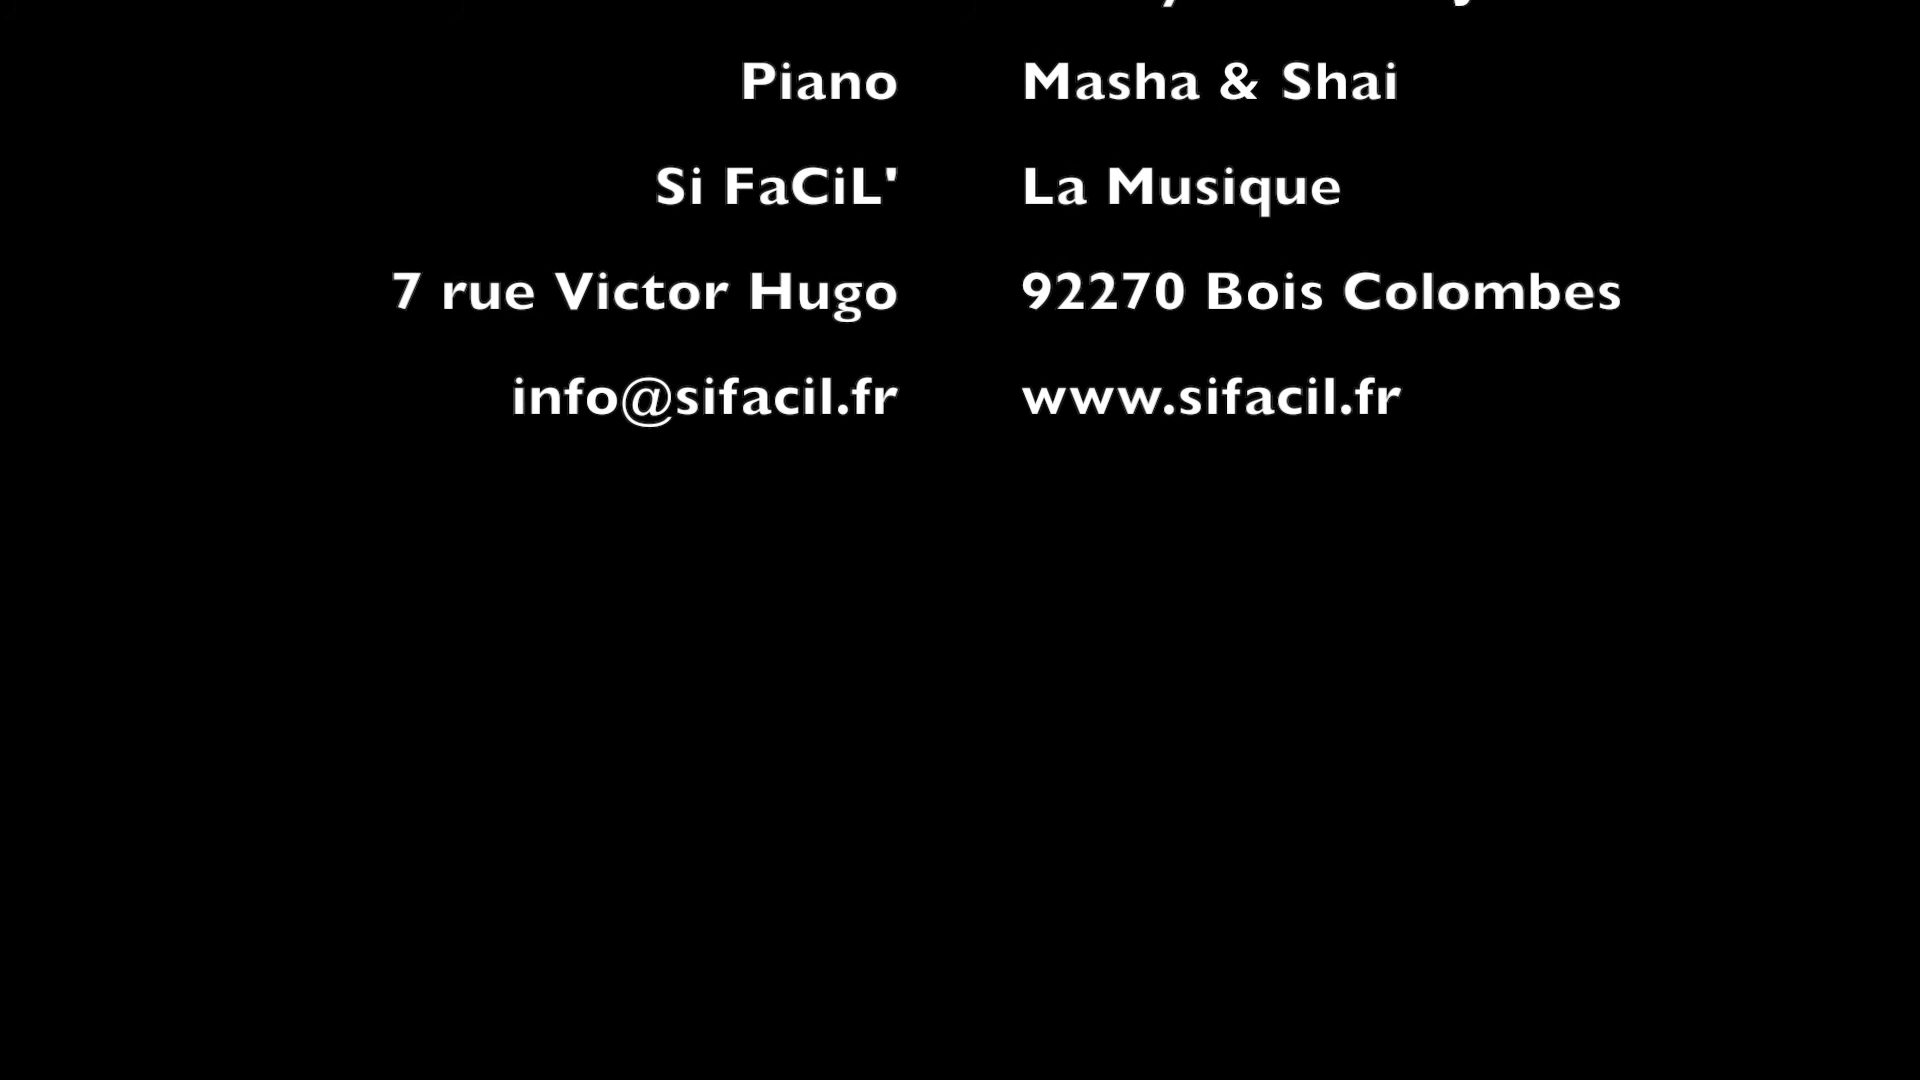 Piano Masha & Shai
Si FaCiL' La Musique
7 rue Victor Hugo 92270 Bois Colombes
info@sifacil.fr www.sifacil.fr